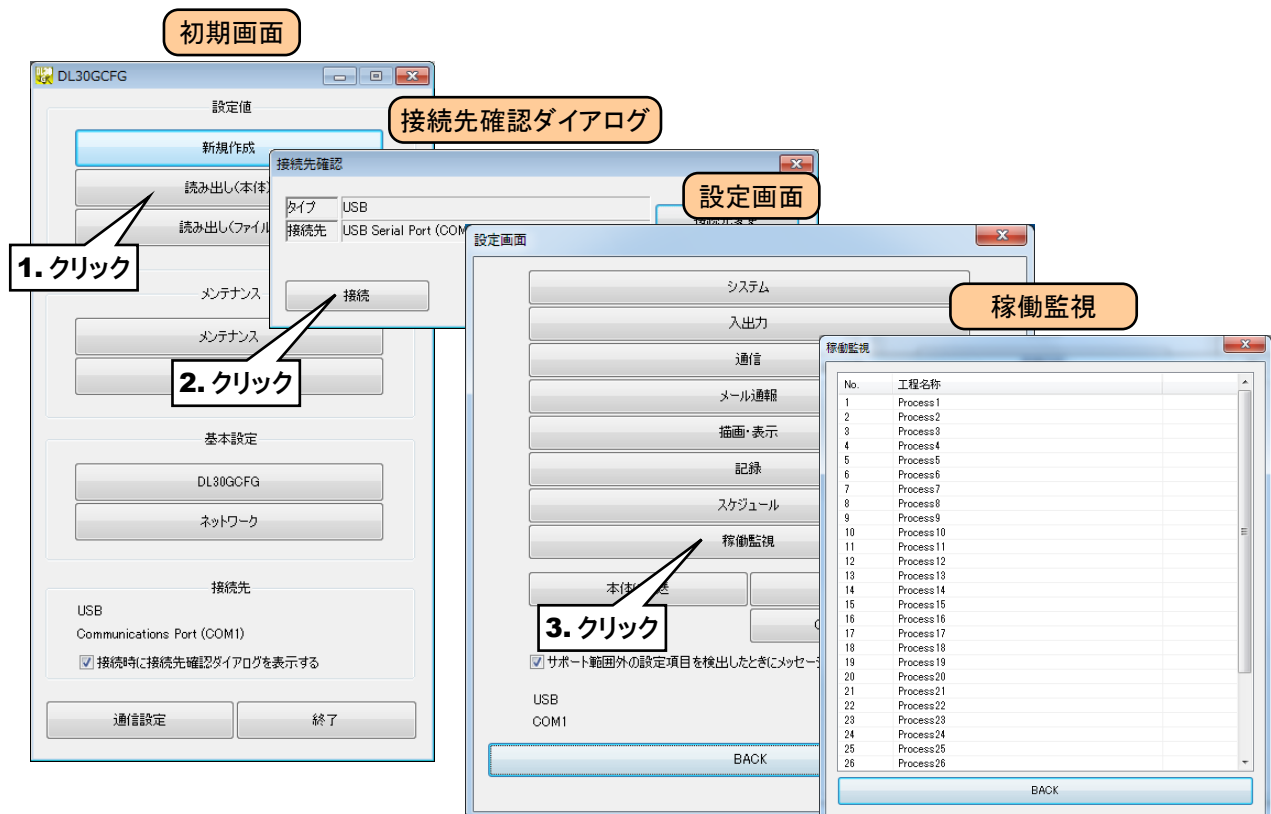 初期画面
DL30GCFG
設定値
新規作成
読み出し(本体)
読み出し(ファイル
1. クリック
メンテナンス
メンテナンス
基本設定
DL30GCFG
ネットワーク
接続先
USB
Communications Port (COM1)
接続時に接続先確認ダイアログを表示する
通信設定
終了
接続先確認ダイアログ
接続先確認
タイプ USB
接続先 USB Serial Port (COM
接続
2. クリック
設定画面
設定画面
システム
入出力
通信
メール通報
描画・表示
記録
スケジュール
稼働監視
3. クリック
サポート範囲外の設定項目を検出したときにメッセー
USB
COM1
BACK
稼働監視
稼働監視
No. 工程名称
1 Process1
2 Process2
3 Process3
4 Process4
5 Process5
6 Process6
7 Process7
8 Process8
9 Process9
10 Process10
11 Process11
12 Process12
13 Process13
14 Process14
15 Process15
16 Process16
17 Process17
18 Process18
19 Process19
20 Process20
21 Process21
22 Process22
23 Process23
24 Process24
25 Process25
26 Process26
BACK